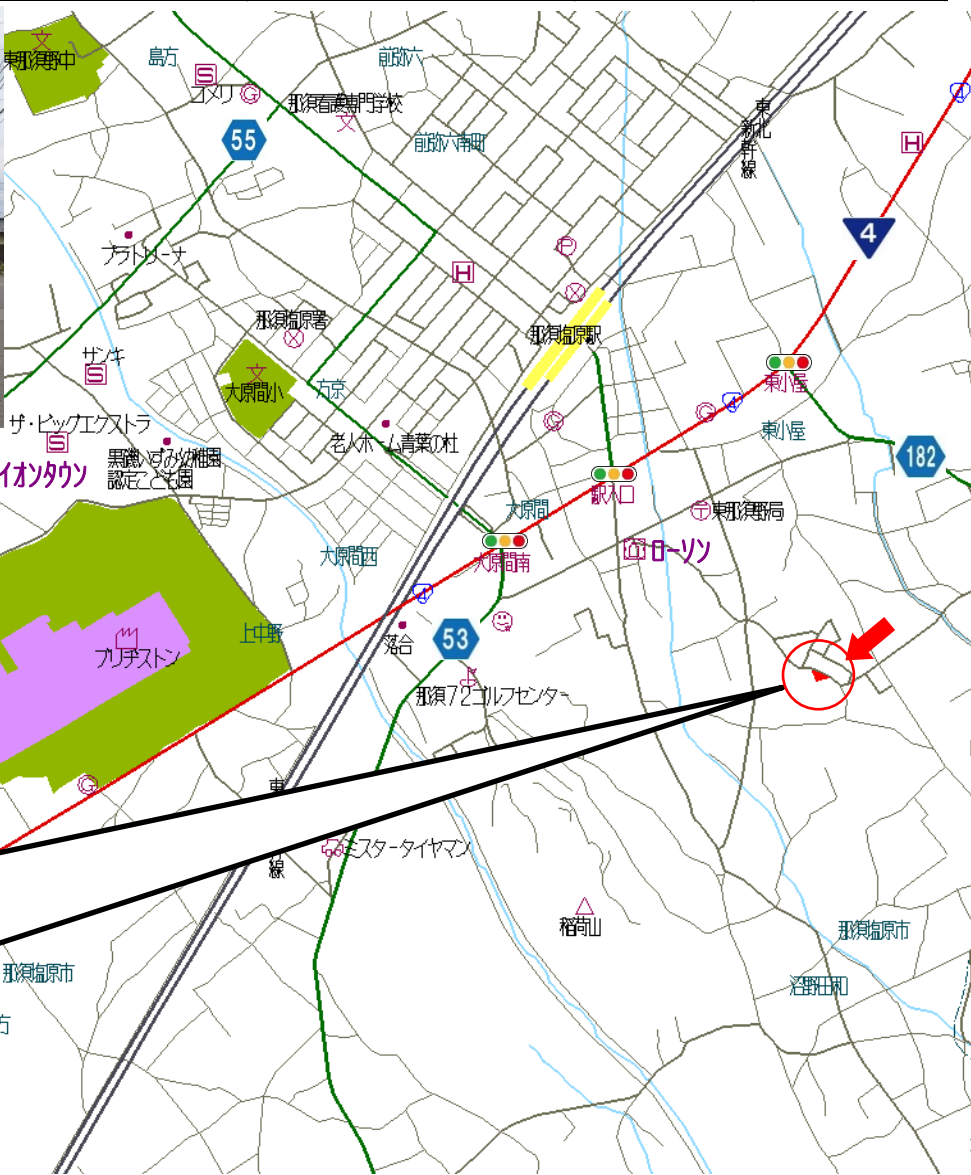 東那須野中
島方
コメリ
前弥六
那須看護専門学校
前弥六南町
55
東北
新幹線
4
4
プラトリーナ
那須塩原署
那須塩原駅
サンキ
大原間小
方京
東小屋
4
東小屋
182
ザ・ビッグエクストラ
イオンタウン
黒磯いずみ幼稚園
認定こども園
老人ホーム青葉の杜
駅入口
大原間
東那須野局
ローソン
大原間西
大原間南
4
上中野
落合
53
ブリヂストン
那須72ゴルフセンター
東
線
ミスタータイヤマン
稲荷山
那須塩原市
沼野田和
那須塩原市
方